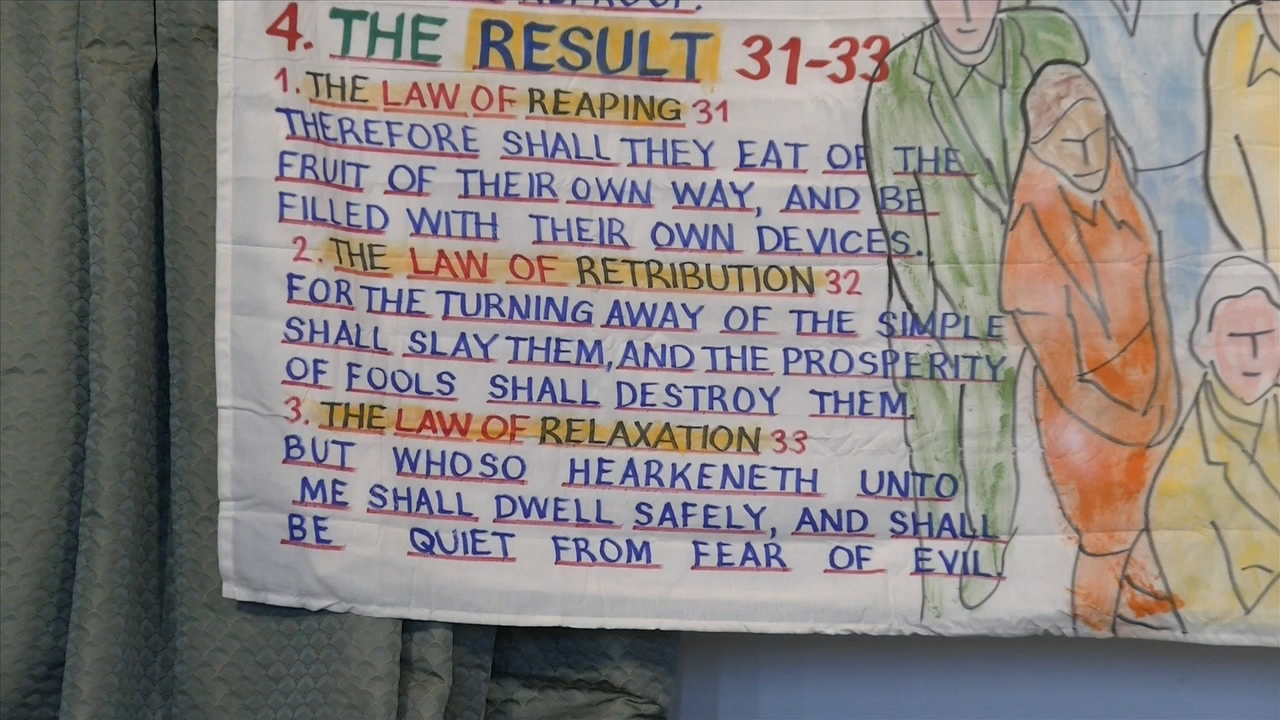 4. THE RESULT 31-33
1. THE LAW OF REAPING 31
THEREFORE SHALL THEY EAT OF THE
FRUIT OF THEIR OWN WAY, AND BE
FILLED WITH THEIR OWN DEVICES.
2. THE LAW OF RETRIBUTION 32
FOR THE TURNING AWAY OF THE SIMPLE
SHALL SLAY THEM, AND THE PROSPERITY
OF FOOLS SHALL DESTROY THEM.
3. THE LAW OF RELAXATION 33
BUT WHOSO HEARKENETH UNTO
ME SHALL DWELL SAFELY, AND SHALL
BE QUIET FROM FEAR OF EVIL.